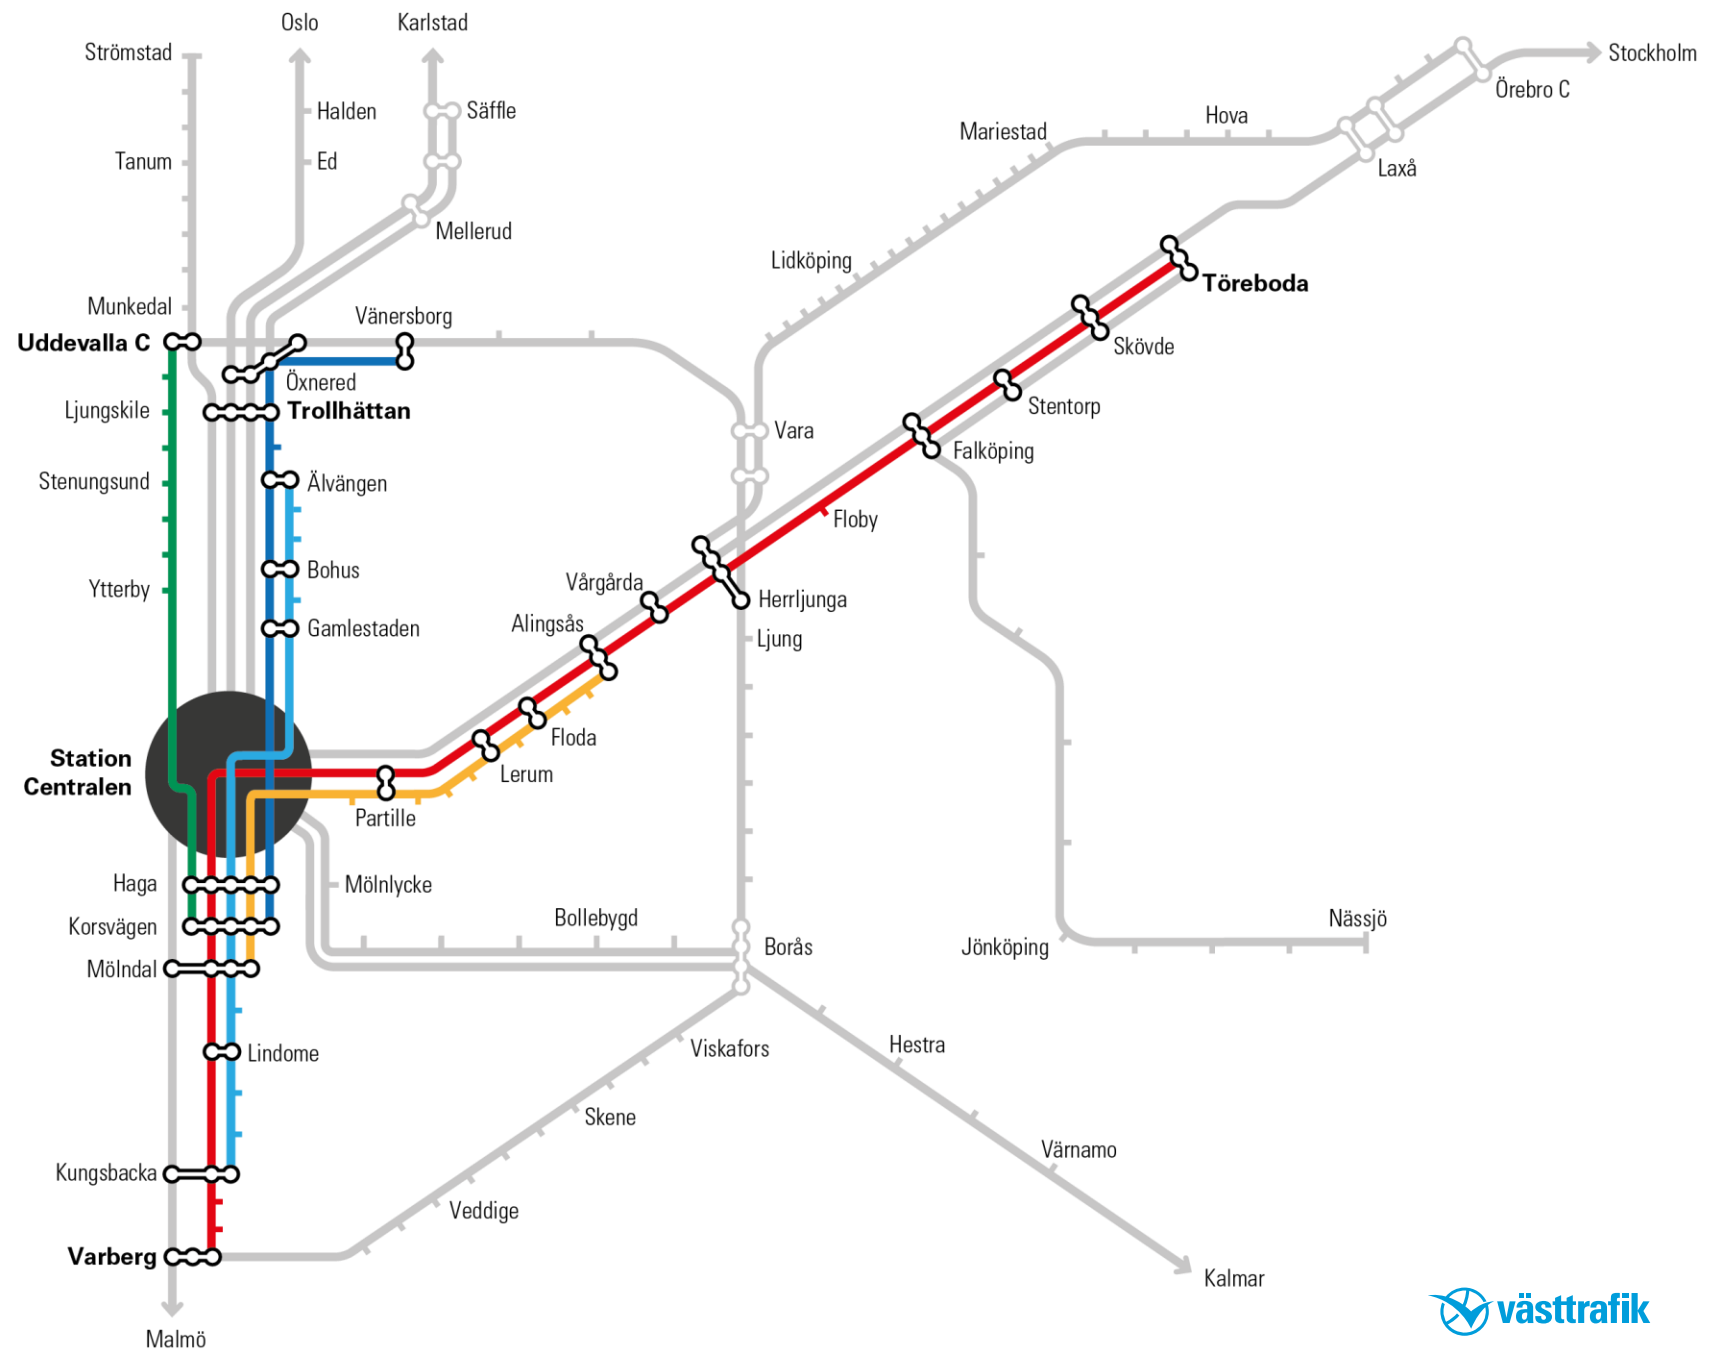 Oslo
Karlstad
Strömstad
Stockholm
Halden
Säffle
Örebro C
Hova
Mariestad
Tanum
Ed
Laxå
Mellerud
Lidköping
Töreboda
Munkedal
Vänersborg
Uddevalla C
Skövde
Öxnered
Ljungskile
Trollhättan
Stentorp
Vara
Falköping
Stenungsund
Älvängen
Floby
Bohus
Vårgårda
Ytterby
Herrljunga
Alingsås
Gamlestaden
Ljung
Floda
Station
Centralen
Lerum
Partille
Haga
Mölnlycke
Bollebygd
Nässjö
Korsvägen
Borås
Jönköping
Mölndal
Lindome
Viskafors
Hestra
Skene
Värnamo
Kungsbacka
Veddige
Varberg
Kalmar
västtrafik
Malmö